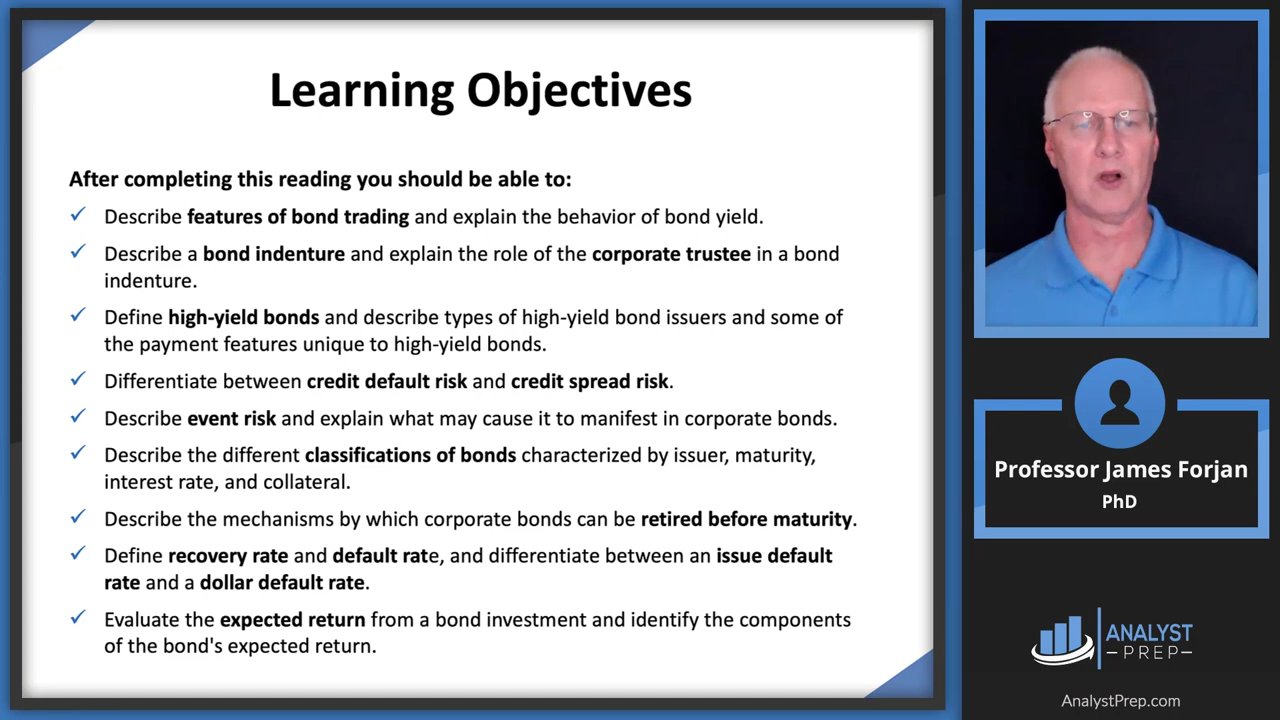 Learning Objectives
After completing this reading you should be able to:
✓ Describe features of bond trading and explain the behavior of bond yield.
✓ Describe a bond indenture and explain the role of the corporate trustee in a bond
indenture.
✓ Define high-yield bonds and describe types of high-yield bond issuers and some of
the payment features unique to high-yield bonds.
✓ Differentiate between credit default risk and credit spread risk.
✓ Describe event risk and explain what may cause it to manifest in corporate bonds.
✓ Describe the different classifications of bonds characterized by issuer, maturity,
interest rate, and collateral.
✓ Describe the mechanisms by which corporate bonds can be retired before maturity.
✓ Define recovery rate and default rate, and differentiate between an issue default
rate and a dollar default rate.
✓ Evaluate the expected return from a bond investment and identify the components
of the bond's expected return.
Professor James Forjan
PhD
ANALYST
PREP
AnalystPrep.com